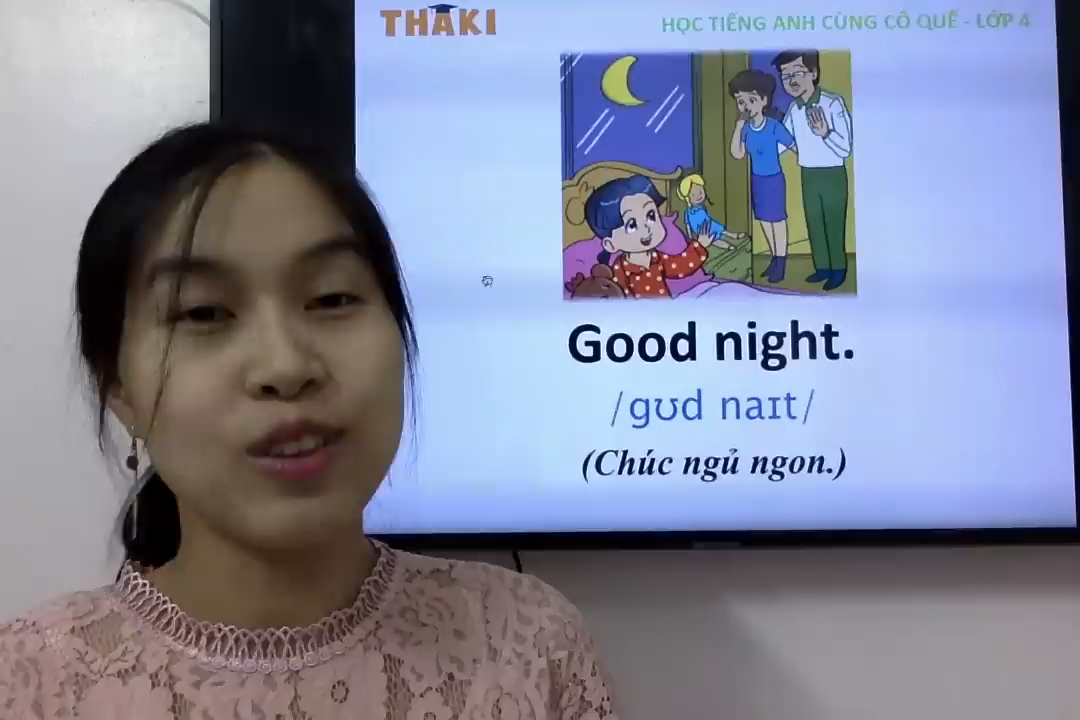 THAKI
HỌC TIẾNG ANH CÙNG CÔ QUẾ - LỚP 4
Good night.
/gʊd naɪt/
(Chúc ngủ ngon.)